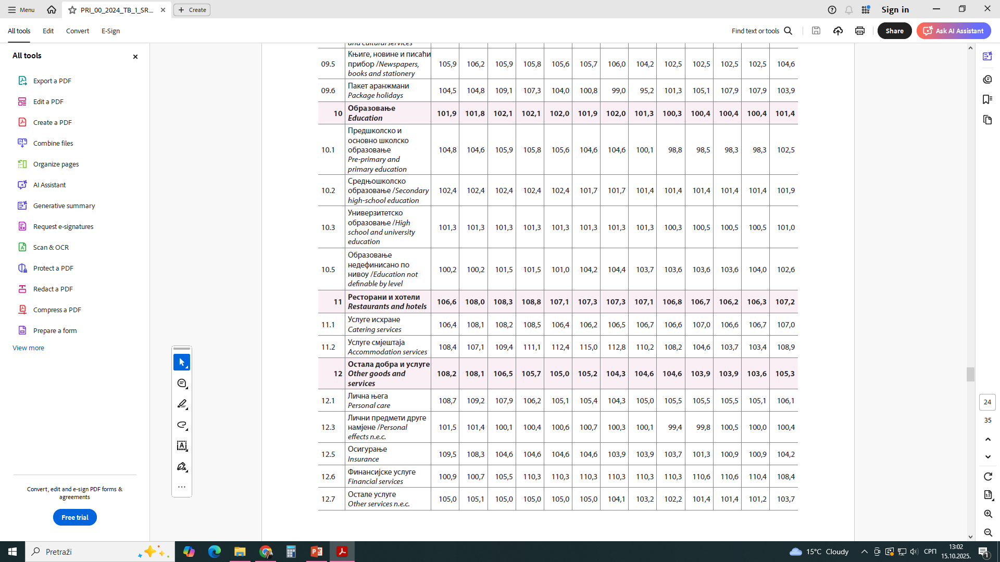 Menu
PRI_00_2024_TB_1_SR...
Create
Sign in
All tools
Edit
Convert
E-Sign
Find text or tools
Share
Ask AI Assistant
All tools
Export a PDF
Edit a PDF
Create a PDF
Combine files
Organize pages
AI Assistant
Generative summary
Request e-signatures
Scan & OCR
Protect a PDF
Redact a PDF
Compress a PDF
Prepare a form
View more
Convert, edit and e-sign PDF forms &
agreements
Free trial
and cultural services
Књиге, новине и писаћи
09.5 прибор /Newspapers, 105,9 106,2 105,9 105,8 105,6 105,7 106,0 104,2 102,5 102,5 102,5 102,5 104,6
books and stationery
Пакет аранжмани
09.6 104,5 104,8 109,1 107,3 104,0 100,8 99,0 95,2 101,3 105,1 107,9 107,9 103,9
Package holidays
Образовање
10 101,9 101,8 102,1 102,1 102,0 101,9 102,0 101,3 100,3 100,4 100,4 100,4 101,4
Education
Предшколско и
основно школско
10.1 образовање 104,8 104,6 105,9 105,8 105,6 104,6 104,6 100,1 98,8 98,5 98,3 98,3 102,5
Pre-primary and
primary education
Средњошколско
10.2 образовање /Secondary 102,4 102,4 102,4 102,4 102,4 101,7 101,7 101,4 101,4 101,4 101,4 101,4 101,9
high-school education
Универзитетско
образовање /High
10.3 101,3 101,3 101,3 101,3 101,3 101,3 101,3 101,3 100,3 100,5 100,5 100,5 101,0
school and university
education
Образовање
недефинисано по
10.5 100,2 100,2 101,5 101,5 101,0 104,2 104,4 103,7 103,6 103,6 103,6 104,0 102,6
нивоу /Education not
definable by level
Ресторани и хотели
11 106,6 108,0 108,3 108,8 107,1 107,3 107,3 107,1 106,8 106,7 106,2 106,3 107,2
Restaurants and hotels
Услуге исхране
11.1 106,4 108,1 108,2 108,5 106,4 106,2 106,5 106,7 106,6 107,0 106,6 106,7 107,0
Catering services
Услуге смјештаја
11.2 108,4 107,1 109,4 111,1 112,4 115,0 112,8 110,2 108,2 104,6 103,7 103,4 108,9
Accommodation services
Остала добра и услуге
12 Other goods and 108,2 108,1 106,5 105,7 105,0 105,2 104,3 104,6 104,6 103,9 103,9 103,6 105,3
services
Лична њега
12.1 108,7 109,2 107,9 106,2 105,1 105,4 104,3 105,0 105,5 105,5 105,5 105,1 106,1
Personal care
Лични предмети друге
12.3 намјене /Personal 101,5 101,4 100,1 100,4 100,6 100,7 100,3 100,1 99,4 99,8 100,5 100,0 100,4
effects n.e.c.
Осигурање
12.5 109,5 108,3 104,6 104,6 104,6 104,6 103,9 103,9 103,7 101,3 100,9 100,9 104,2
Insurance
Финансијске услуге
12.6 100,9 100,7 105,5 110,3 110,3 110,3 110,3 110,3 110,3 110,6 110,6 110,4 108,4
Financial services
Остале услуге
12.7 105,0 105,1 105,0 105,0 105,0 105,0 104,1 103,2 102,2 101,4 101,4 101,2 103,7
Other services n.e.c.
24
35
Pretraži
15°C Cloudy
СРП
13:02
15.10.2025.
1